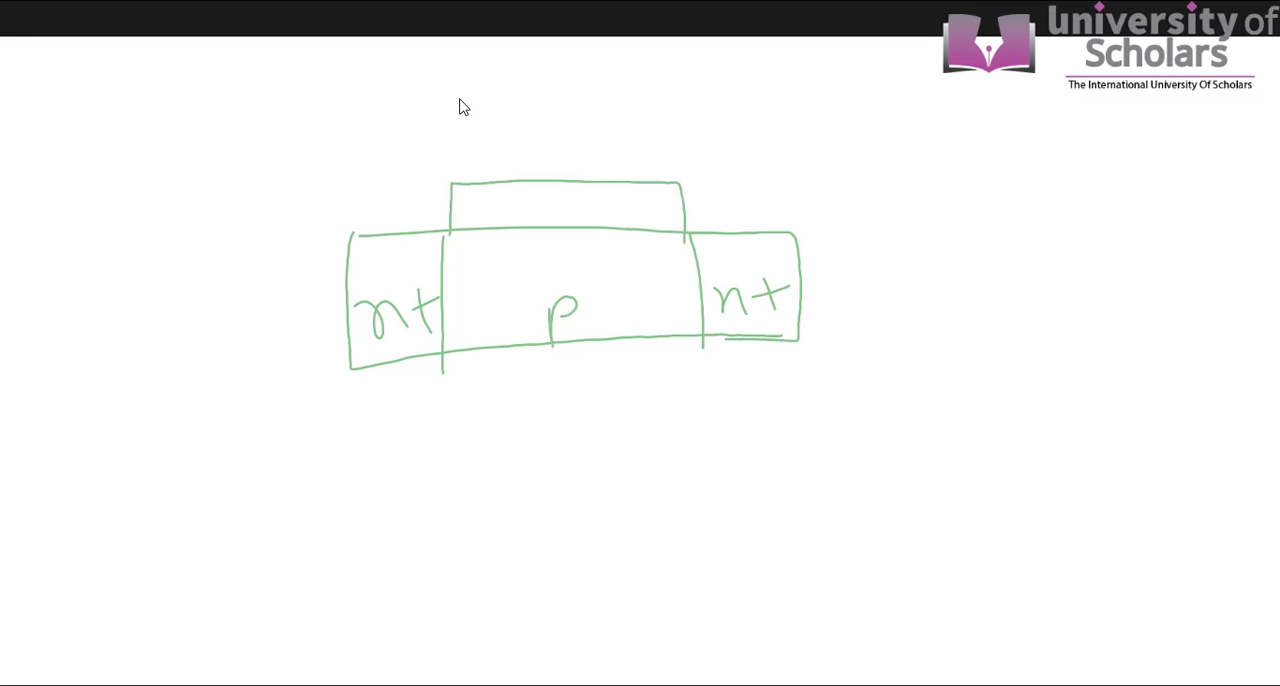 university of
Scholars
The International University Of Scholars
n+ p n+